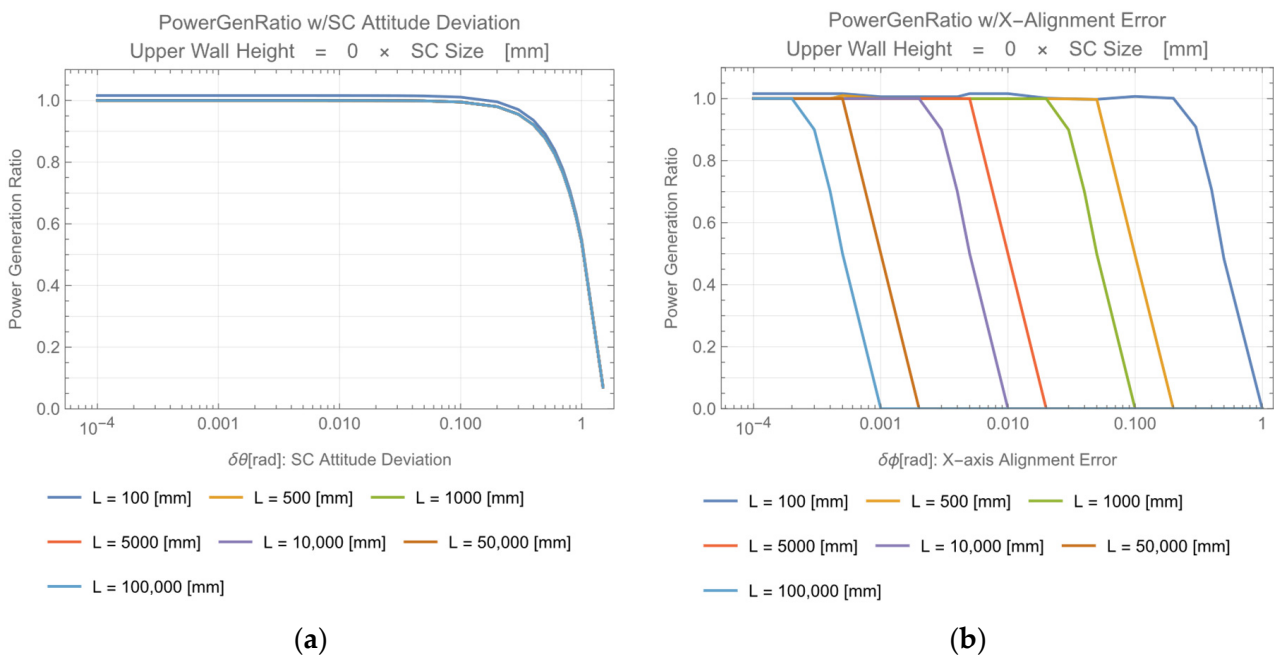 PowerGenRatio w/SC Attitude Deviation
Upper Wall Height = 0 × SC Size [mm]
Power Generation Ratio
1.0
0.8
0.6
0.4
0.2
0.0
10⁻⁴ 0.001 0.010 0.100 1
δθ[rad]: SC Attitude Deviation
L = 100 [mm] L = 500 [mm] L = 1000 [mm]
L = 5000 [mm] L = 10,000 [mm] L = 50,000 [mm]
L = 100,000 [mm]
(a)
PowerGenRatio w/X-Alignment Error
Upper Wall Height = 0 × SC Size [mm]
Power Generation Ratio
1.0
0.8
0.6
0.4
0.2
0.0
10⁻⁴ 0.001 0.010 0.100 1
δϕ[rad]: X-axis Alignment Error
L = 100 [mm] L = 500 [mm] L = 1000 [mm]
L = 5000 [mm] L = 10,000 [mm] L = 50,000 [mm]
L = 100,000 [mm]
(b)